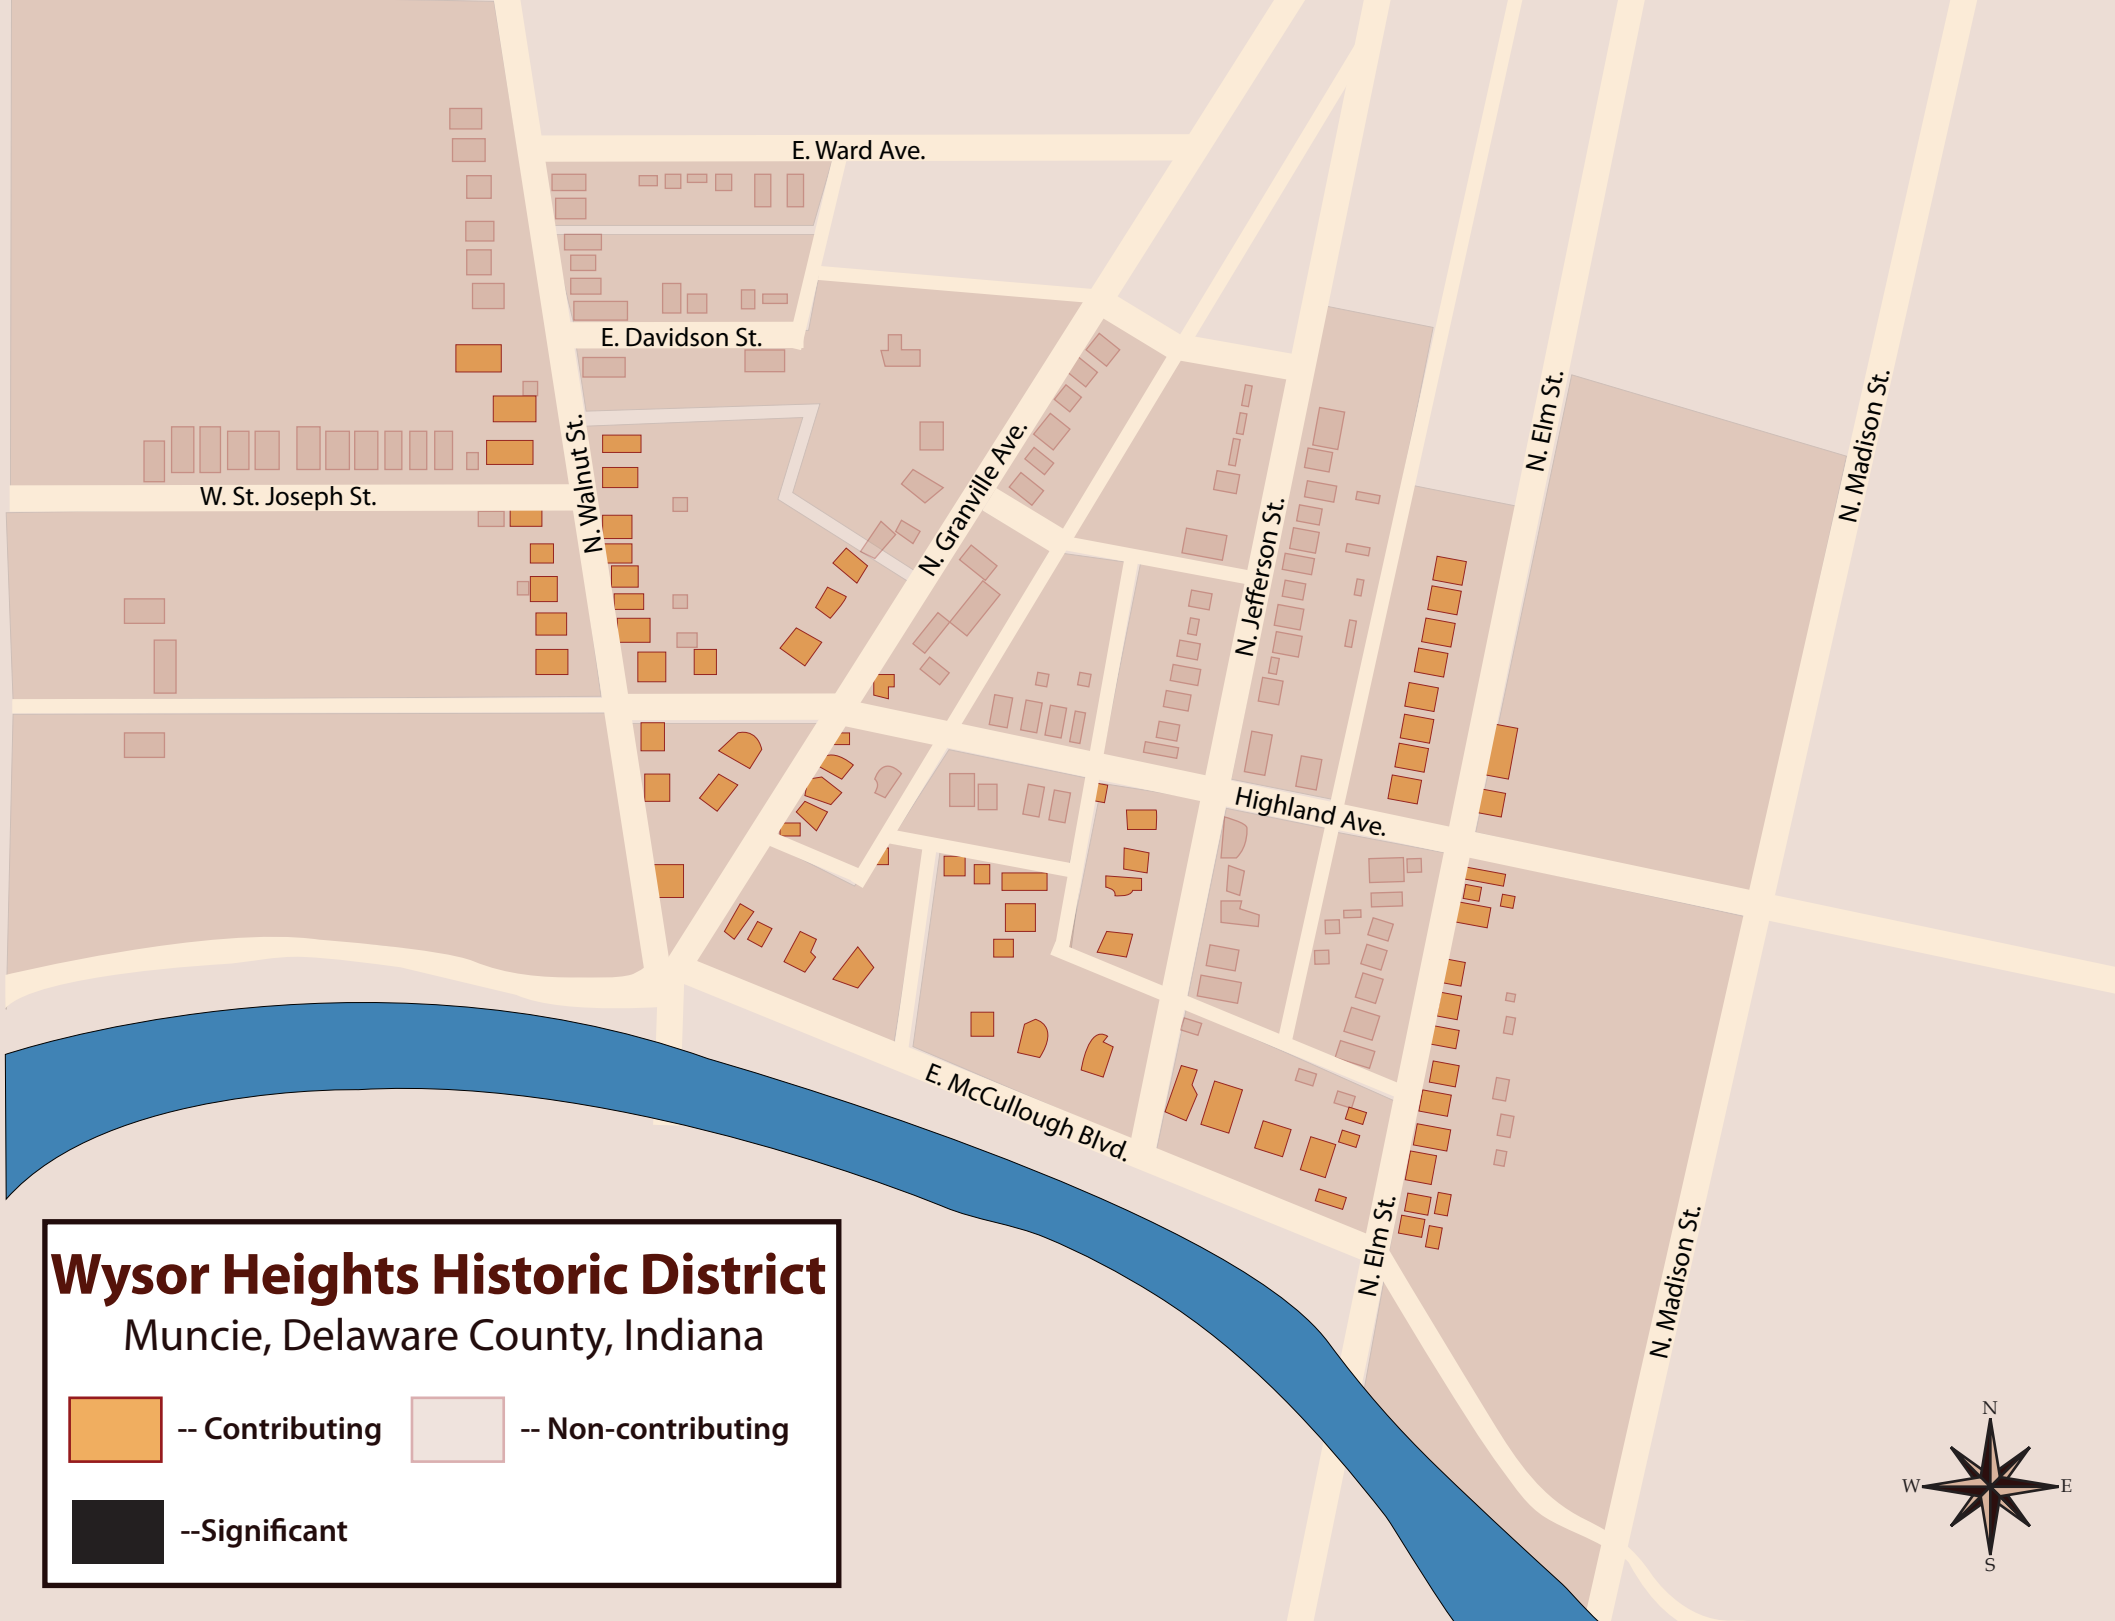 E. Ward Ave.
E. Davidson St.
N. Walnut St.
W. St. Joseph St.
N. Granville Ave.
N. Jefferson St.
N. Elm St.
N. Madison St.
Highland Ave.
E. McCullough Blvd.
N. Elm St.
N. Madison St.
Wysor Heights Historic District
Muncie, Delaware County, Indiana
-- Contributing
-- Non-contributing
--Significant
N
W
E
S